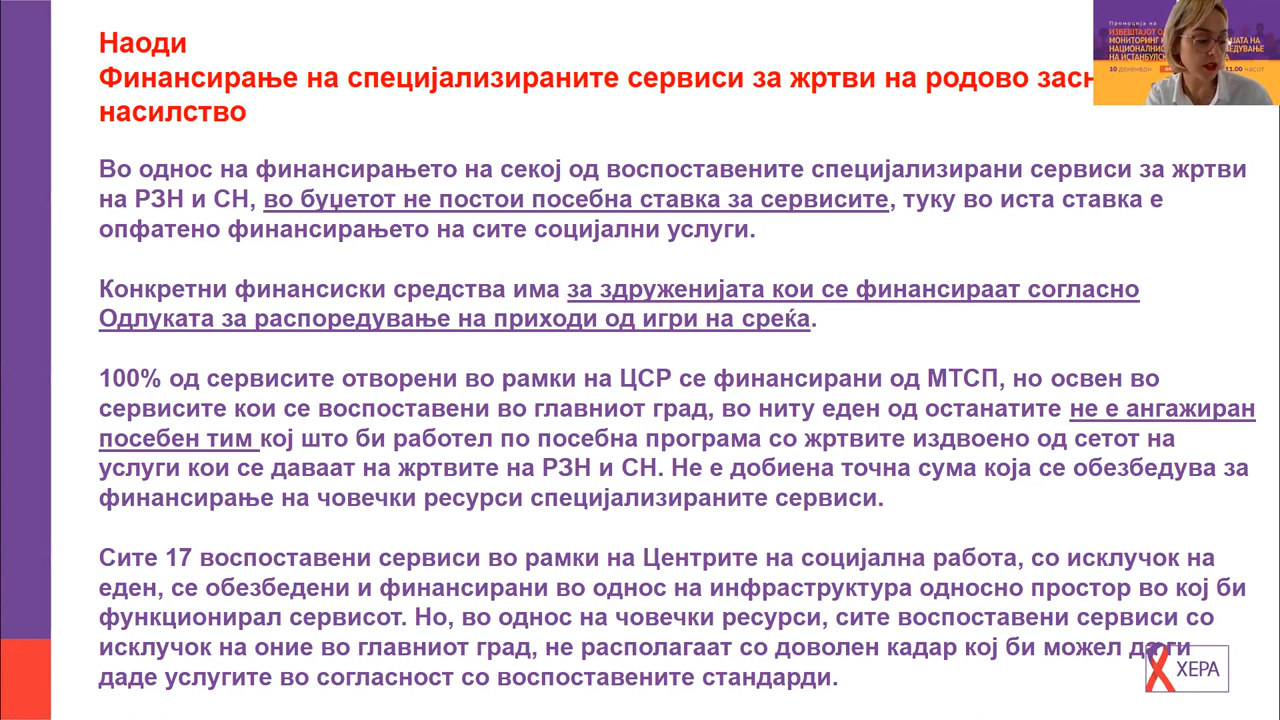 Наоди
Финансирање на специјализираните сервиси за жртви на родово
насилство
Промоција на
ИЗВЕШТАЈОТ
МОНИТОРИНГ
НАЦИОНАЛНИ
НА ИСТАНБУЛС
10 декември
11.00 часот
Во однос на финансирањето на секој од воспоставените специјализирани сервиси за жртви
на РЗН и СН, во буџетот не постои посебна ставка за сервисите, туку во иста ставка е
опфатено финансирањето на сите социјални услуги.
Конкретни финансиски средства има за здруженијата кои се финансираат согласно
Одлуката за распоредување на приходи од игри на среќа.
100% од сервисите отворени во рамки на ЦСР се финансирани од МТСП, но освен во
сервисите кои се воспоставени во главниот град, во ниту еден од останатите не е ангажиран
посебен тим кој што би работел по посебна програма со жртвите издвоено од сетот на
услуги кои се даваат на жртвите на РЗН и СН. Не е добиена точна сума која се обезбедува за
финансирање на човечки ресурси специјализираните сервиси.
Сите 17 воспоставени сервиси во рамки на Центрите на социјална работа, со исклучок на
еден, се обезбедени и финансирани во однос на инфраструктура односно простор во кој би
функционирал сервисот. Но, во однос на човечки ресурси, сите воспоставени сервиси со
исклучок на оние во главниот град, не располагаат со доволен кадар кој би можел да ги
даде услугите во согласност со воспоставените стандарди.
ХЕРА